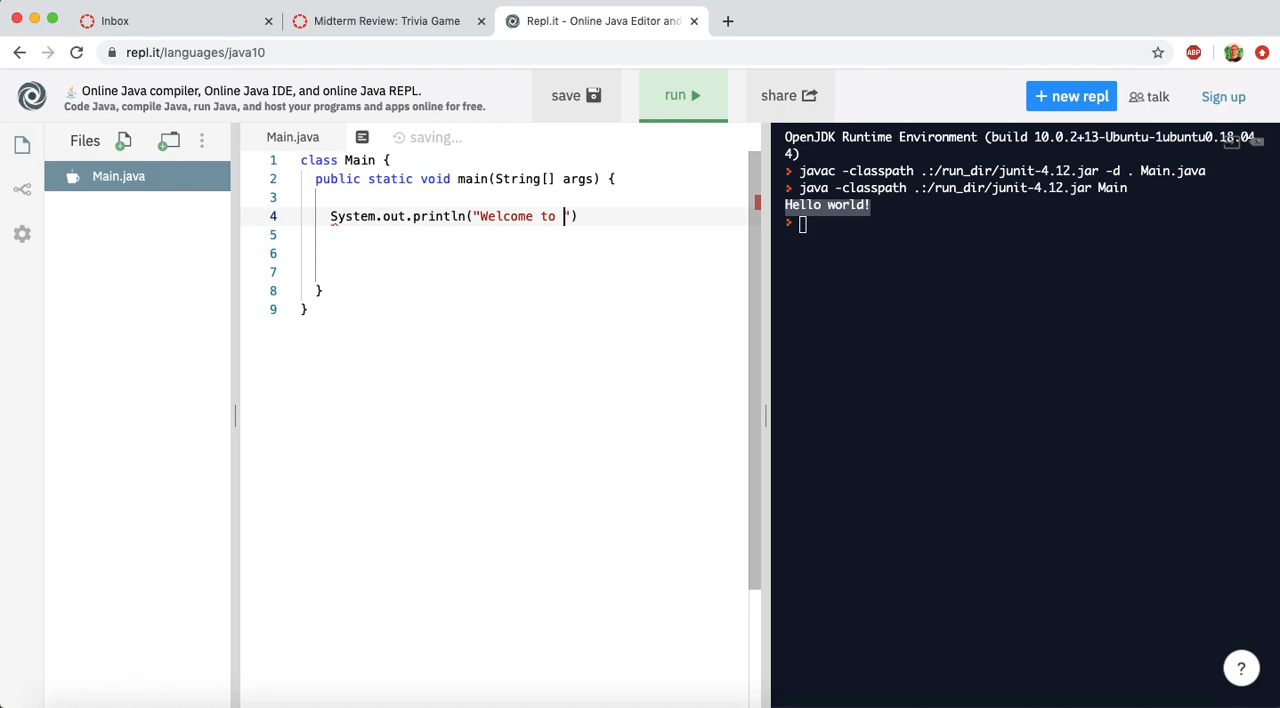 Inbox
Midterm Review: Trivia Game
Repl.it - Online Java Editor and
repl.it/languages/java10
ABP
Online Java compiler, Online Java IDE, and online Java REPL.
Code Java, compile Java, run Java, and host your programs and apps online for free.
save
run
share
+ new repl
talk
Sign up
Files
Main.java
Main.java
saving...
1 class Main {
2 public static void main(String[] args) {
3
4 System.out.println("Welcome to ")
5
6
7
8 }
9 }
OpenJDK Runtime Environment (build 10.0.2+13-Ubuntu-1ubuntu0.18.04.
4)
> javac -classpath .:/run_dir/junit-4.12.jar -d . Main.java
> java -classpath .:/run_dir/junit-4.12.jar Main
Hello world!
>
?